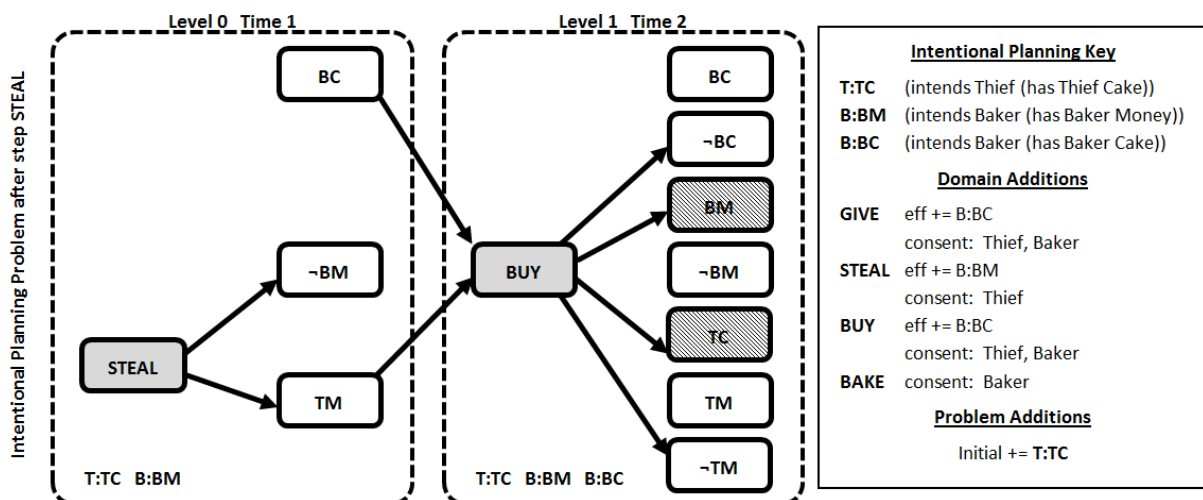 Intentional Planning Problem after step STEAL
Level 0 Time 1
BC
¬BM
STEAL
TM
T:TC B:BM
Level 1 Time 2
BUY
BC
¬BC
BM
¬BM
TC
TM
¬TM
T:TC B:BM B:BC
Intentional Planning Key
T:TC (intends Thief (has Thief Cake))
B:BM (intends Baker (has Baker Money))
B:BC (intends Baker (has Baker Cake))
Domain Additions
GIVE eff += B:BC
consent: Thief, Baker
STEAL eff += B:BM
consent: Thief
BUY eff += B:BC
consent: Thief, Baker
BAKE consent: Baker
Problem Additions
Initial += T:TC